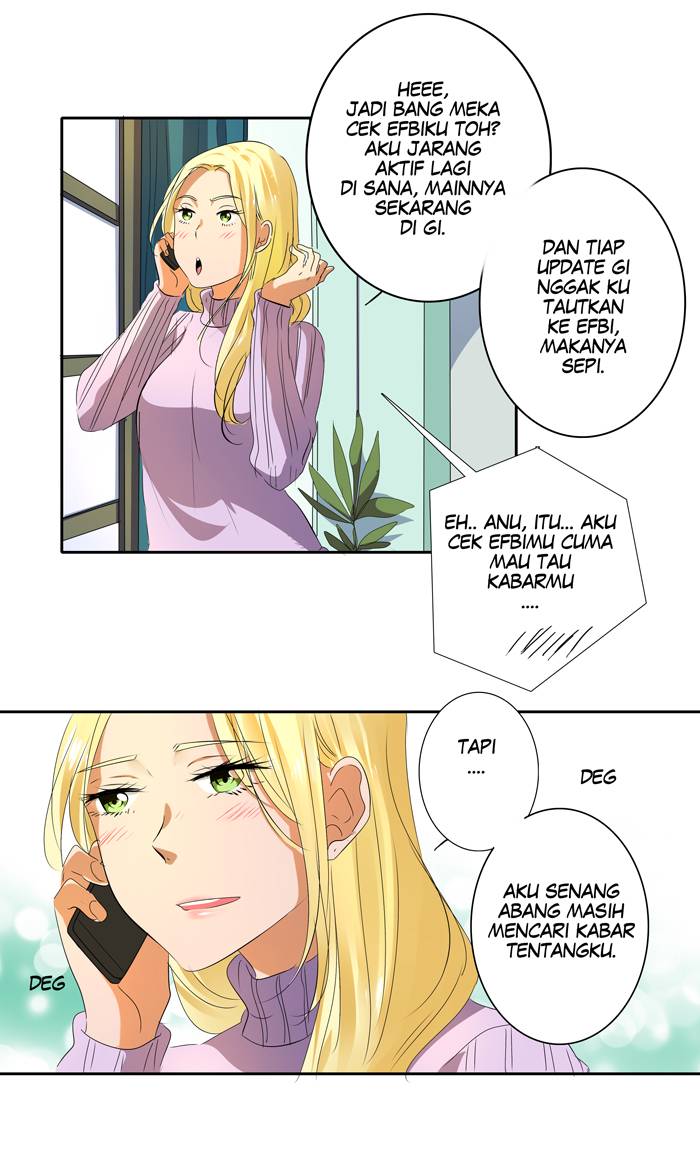 HEEE,
JADI BANG MEKA
CEK EFBIKU TOH?
AKU JARANG
AKTIF LAGI
DI SANA, MAINNYA
SEKARANG
DI GI.
DAN TIAP
UPDATE GI
NGGAK KU
TAUTKAN
KE EFBI,
MAKANYA
SEPI.
EH.. ANU, ITU... AKU
CEK EFBIMU CUMA
MAU TAU
KABARMU
....
TAPI
....
DEG
AKU SENANG
ABANG MASIH
MENCARI KABAR
TENTANGKU.
DEG